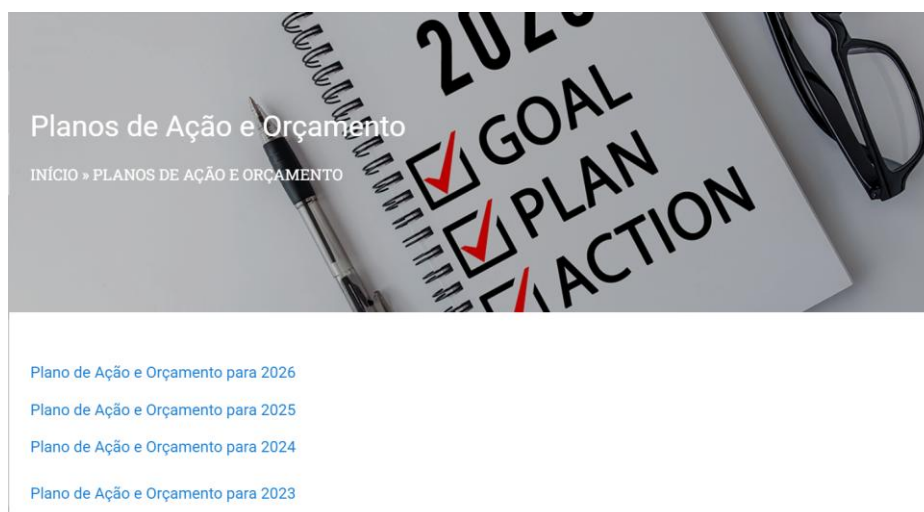 GOAL
PLAN
ACTION
Planos de Ação e Orçamento
INÍCIO » PLANOS DE AÇÃO E ORÇAMENTO
Plano de Ação e Orçamento para 2026
Plano de Ação e Orçamento para 2025
Plano de Ação e Orçamento para 2024
Plano de Ação e Orçamento para 2023